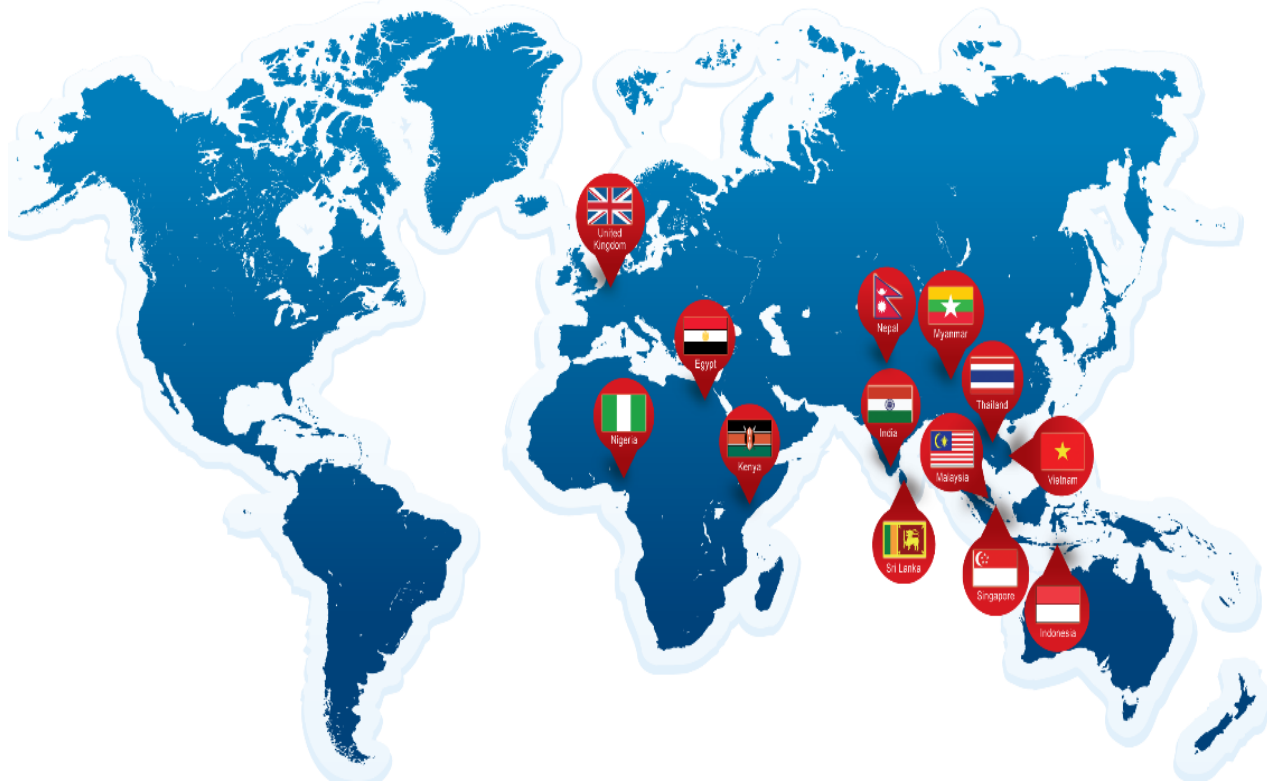 United
Kingdom
Nepal
Myanmar
Egypt
Thailand
Nigeria
India
Kenya
Malaysia
Vietnam
Sri Lanka
Singapore
Indonesia